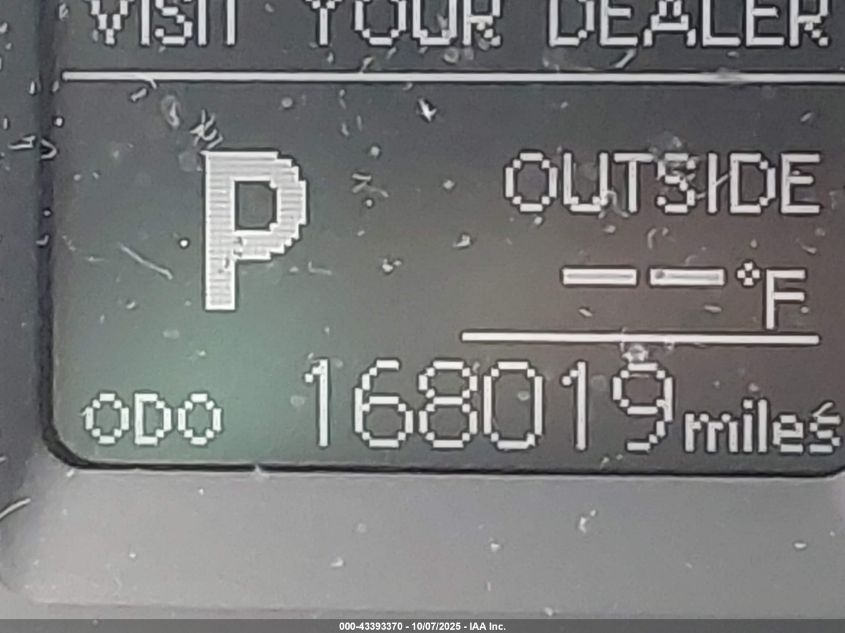 VISIT YOUR DEALER
P
OUTSIDE
-- °F
ODO 168019 miles
000-43393370 - 10/07/2025 - IAA Inc.